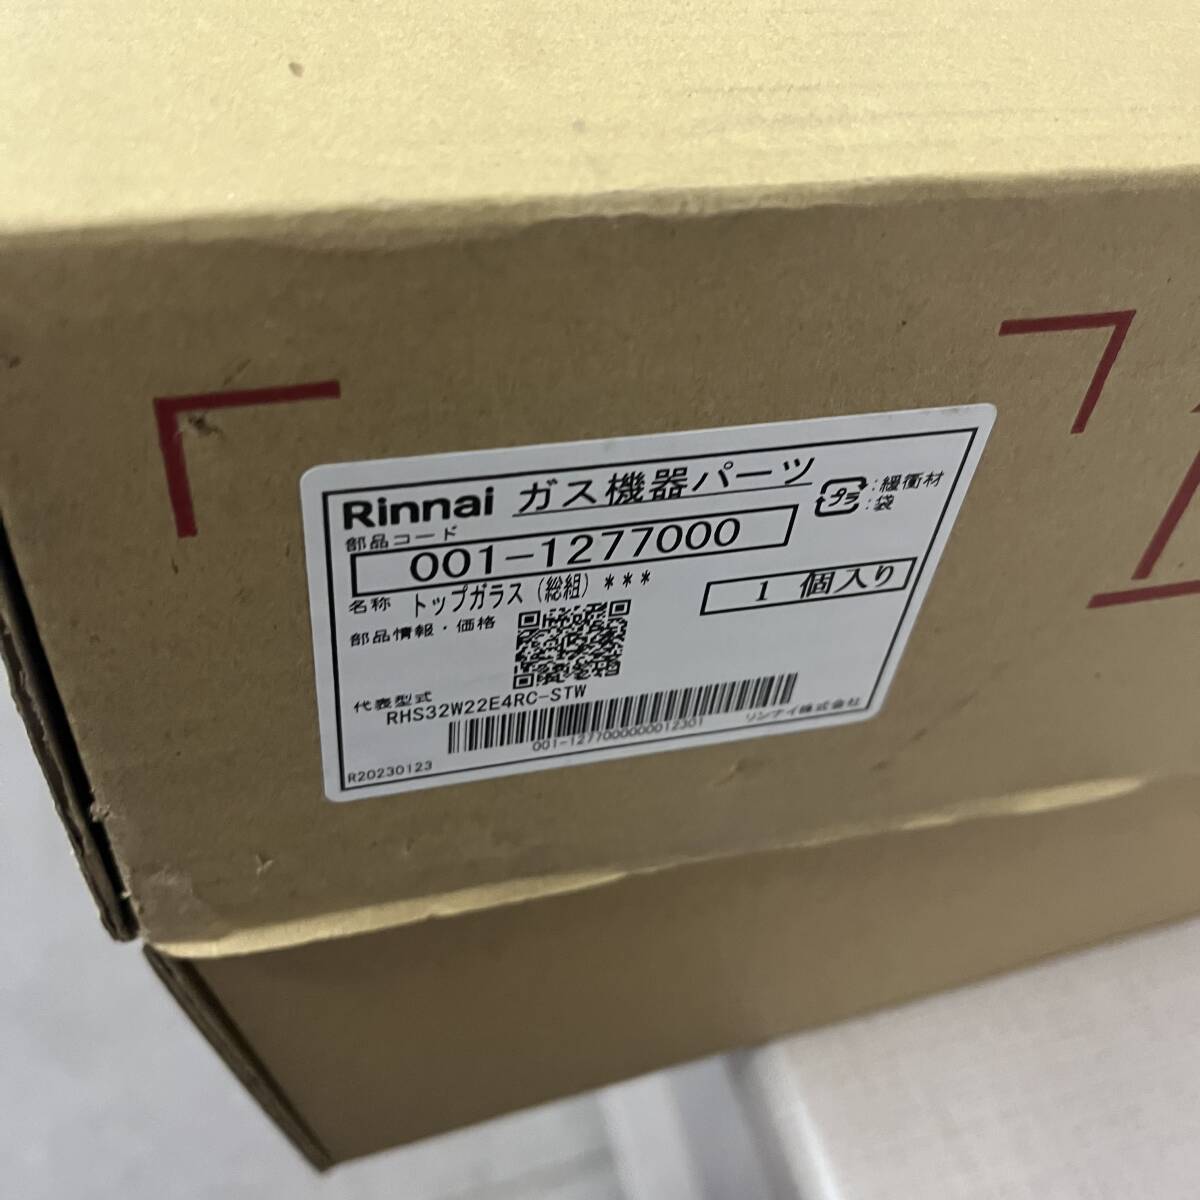 Rinnai ガス機器パーツ
プラ :緩衝材
:袋
部品コード
001-1277000
名称 トップガラス(総組)***
1 個入り
部品情報・価格
代表型式
RHS32W22E4RC-STW
001-1277000000012301
リンナイ株式会社
R20230123